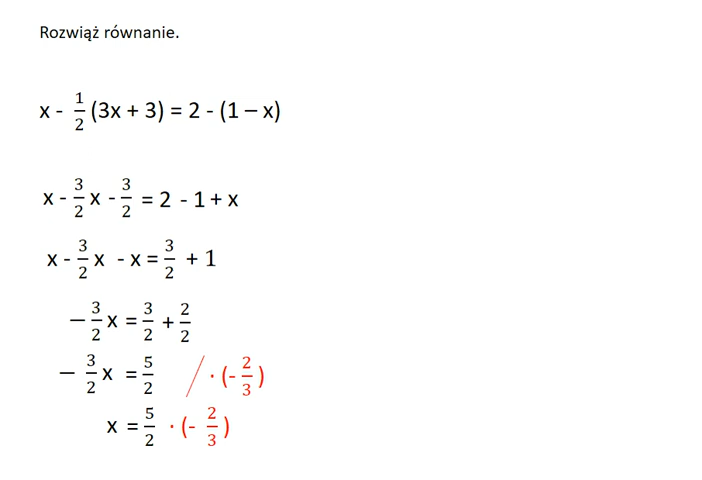 Rozwiąż równanie.
x - 1/2 (3x + 3) = 2 - (1 – x)
x - 3/2 x - 3/2 = 2 - 1 + x
x - 3/2 x - x = 3/2 + 1
– 3/2 x = 3/2 + 2/2
– 3/2 x = 5/2 / · (- 2/3)
x = 5/2 · (- 2/3)